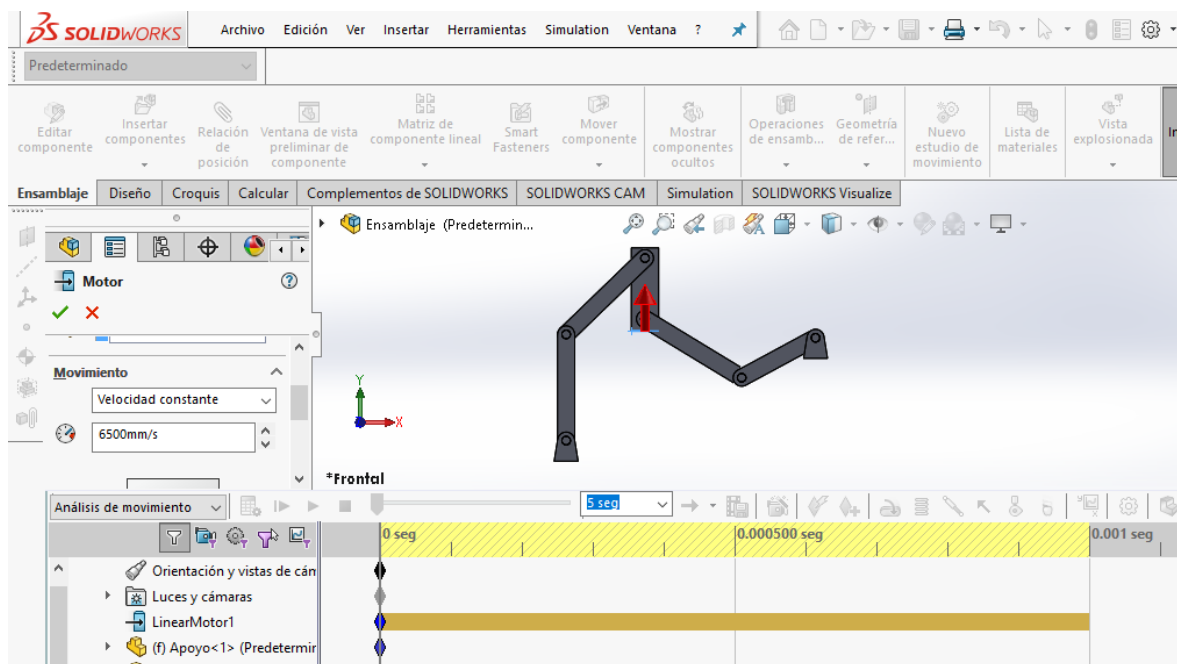 SOLIDWORKS
Archivo Edición Ver Insertar Herramientas Simulation Ventana ?
Predeterminado
Editar componente
Insertar componentes
Relación de posición
Ventana de vista preliminar de componente
Matriz de componente lineal
Smart Fasteners
Mover componente
Mostrar componentes ocultos
Operaciones de ensamb...
Geometría de refer...
Nuevo estudio de movimiento
Lista de materiales
Vista explosionada
In
Ensamblaje Diseño Croquis Calcular Complementos de SOLIDWORKS SOLIDWORKS CAM Simulation SOLIDWORKS Visualize
Ensamblaje (Predetermin...
Motor
Movimiento
Velocidad constante
6500mm/s
Y
X
*Frontal
Análisis de movimiento
5 seg
0 seg 0.000500 seg 0.001 seg
Orientación y vistas de cám
Luces y cámaras
LinearMotor1
(f) Apoyo<1> (Predetermir